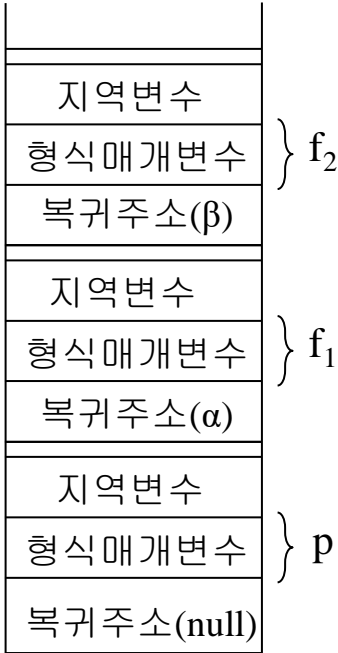 지역변수
형식매개변수 f₂
복귀주소(β)
지역변수
형식매개변수 f₁
복귀주소(α)
지역변수
형식매개변수 p
복귀주소(null)